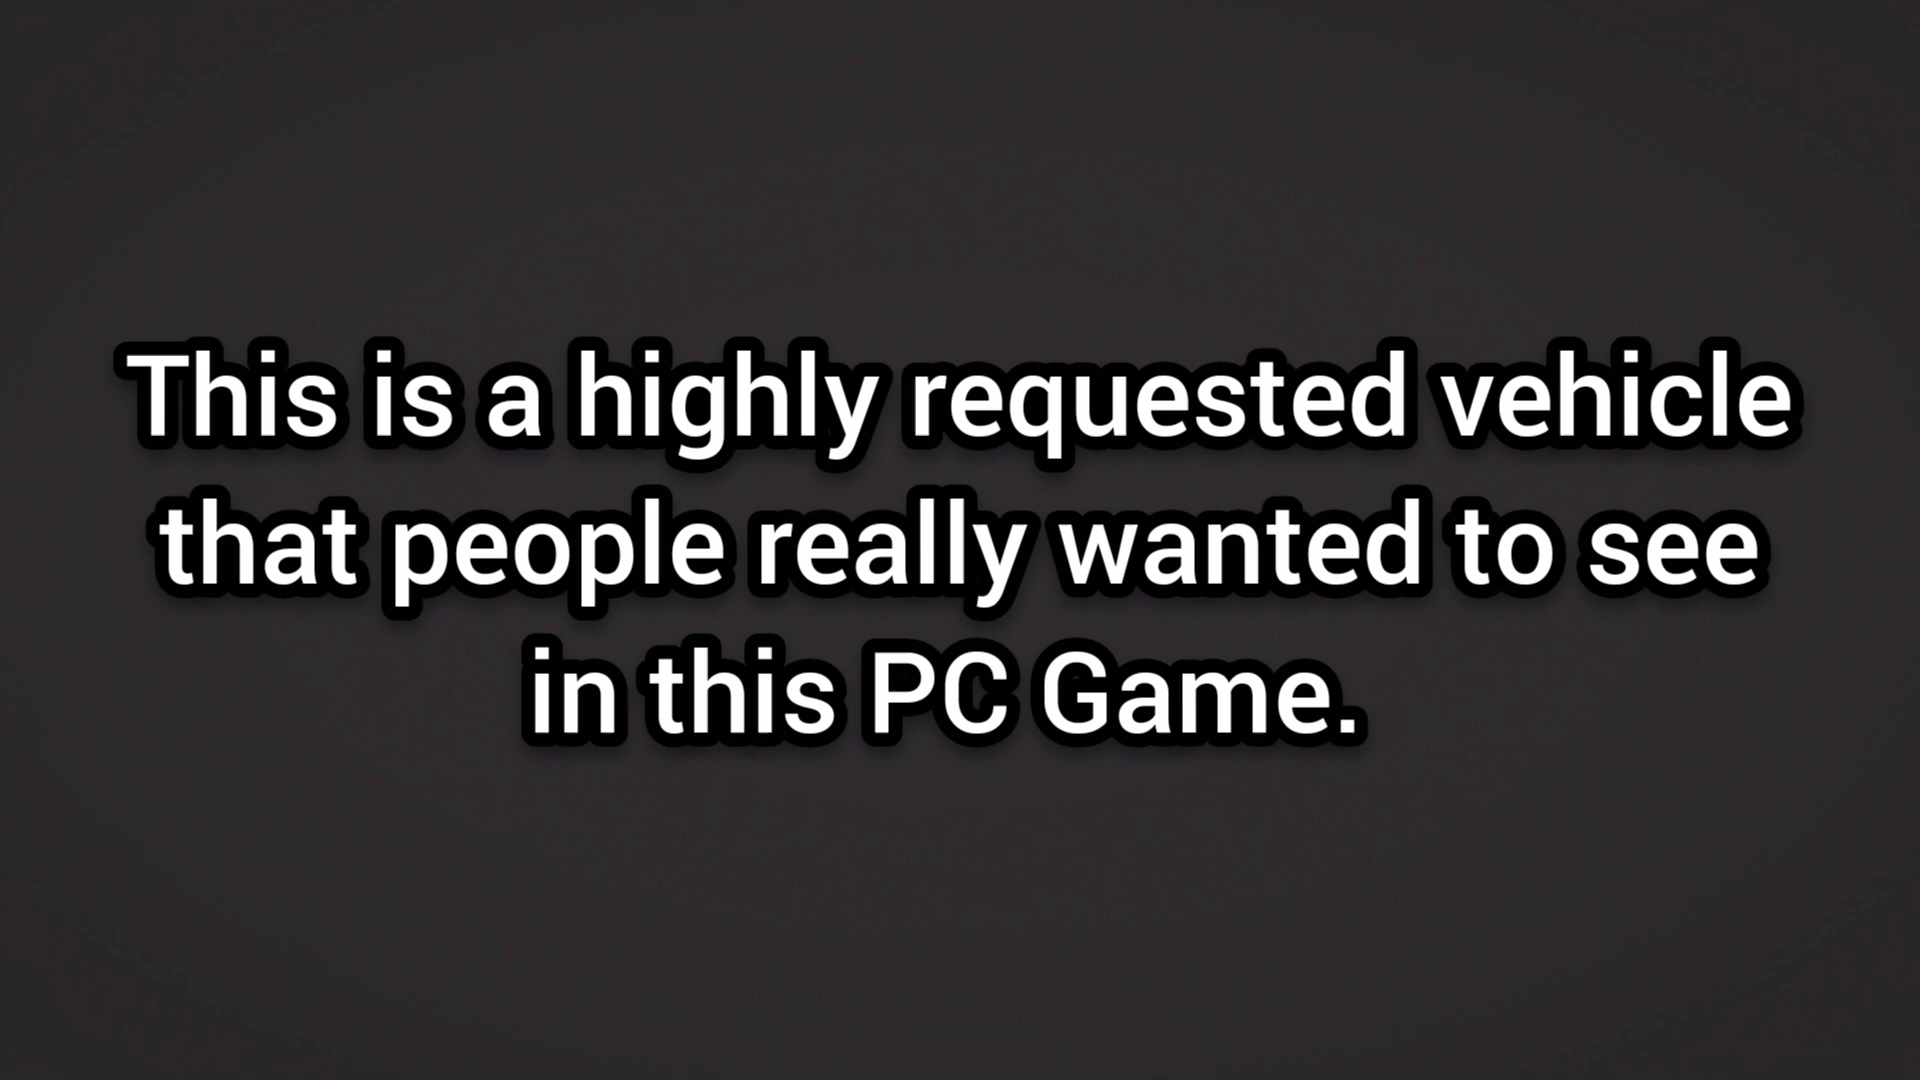 This is a highly requested vehicle
that people really wanted to see
in this PC Game.